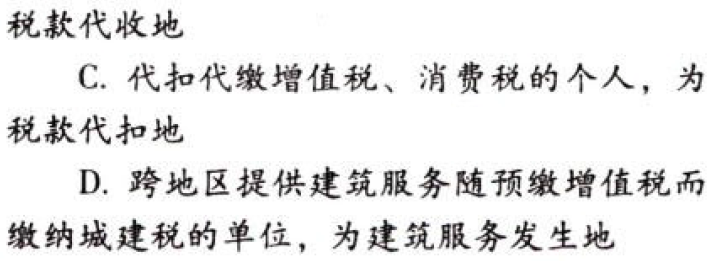 税款代收地
C. 代扣代缴增值税、消费税的个人，为
税款代扣地
D. 跨地区提供建筑服务随预缴增值税而
缴纳城建税的单位，为建筑服务发生地